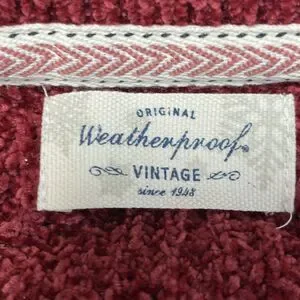 ORIGINAL
Weatherproof®
VINTAGE
since 1948